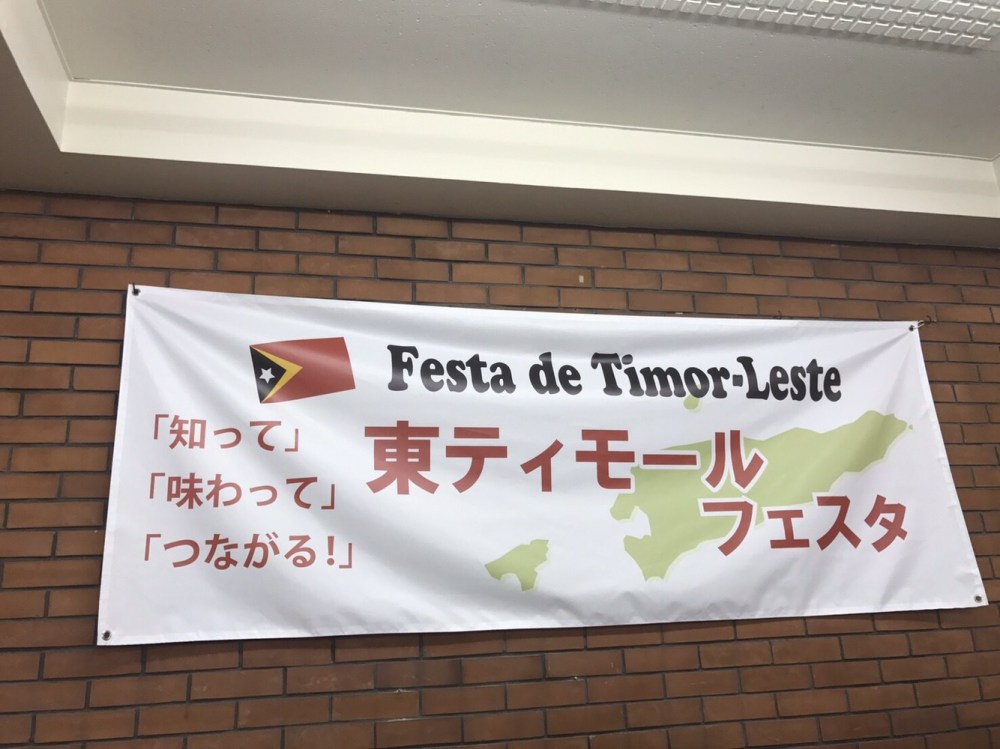 Festa de Timor-Leste
「知って」
「味わって」
「つながる!」
東ティモール
フェスタ